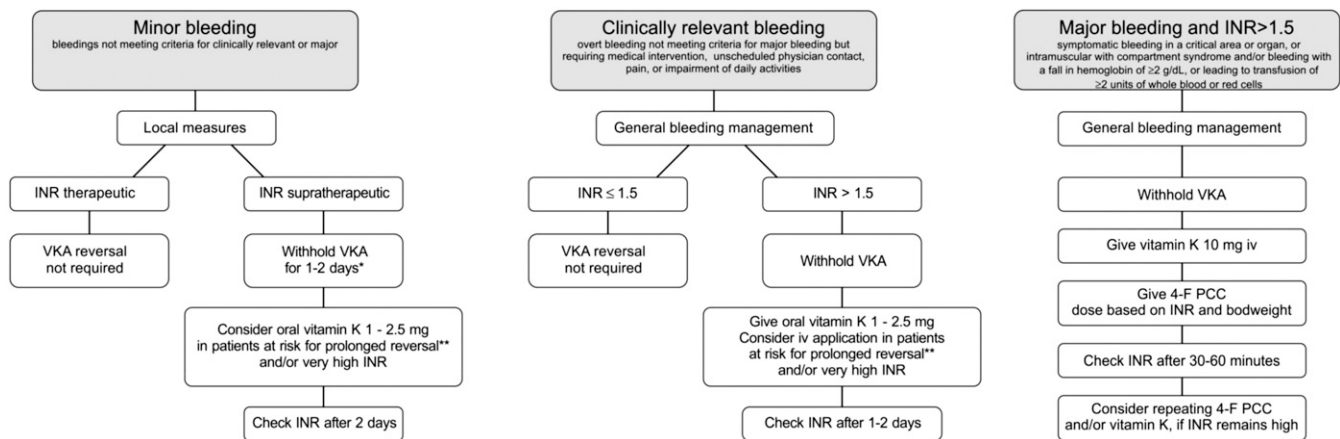 Minor bleeding
bleedings not meeting criteria for clinically relevant or major
Local measures
INR therapeutic
INR supratherapeutic
VKA reversal
not required
Withhold VKA
for 1-2 days*
Consider oral vitamin K 1 - 2.5 mg
in patients at risk for prolonged reversal**
and/or very high INR
Check INR after 2 days
Clinically relevant bleeding
overt bleeding not meeting criteria for major bleeding but
requiring medical intervention, unscheduled physician contact,
pain, or impairment of daily activities
General bleeding management
INR ≤ 1.5
INR > 1.5
VKA reversal
not required
Withhold VKA
Give oral vitamin K 1 - 2.5 mg
Consider iv application in patients
at risk for prolonged reversal**
and/or very high INR
Check INR after 1-2 days
Major bleeding and INR>1.5
symptomatic bleeding in a critical area or organ, or
intramuscular with compartment syndrome and/or bleeding with
a fall in hemoglobin of ≥2 g/dL, or leading to transfusion of
≥2 units of whole blood or red cells
General bleeding management
Withhold VKA
Give vitamin K 10 mg iv
Give 4-F PCC
dose based on INR and bodweight
Check INR after 30-60 minutes
Consider repeating 4-F PCC
and/or vitamin K, if INR remains high